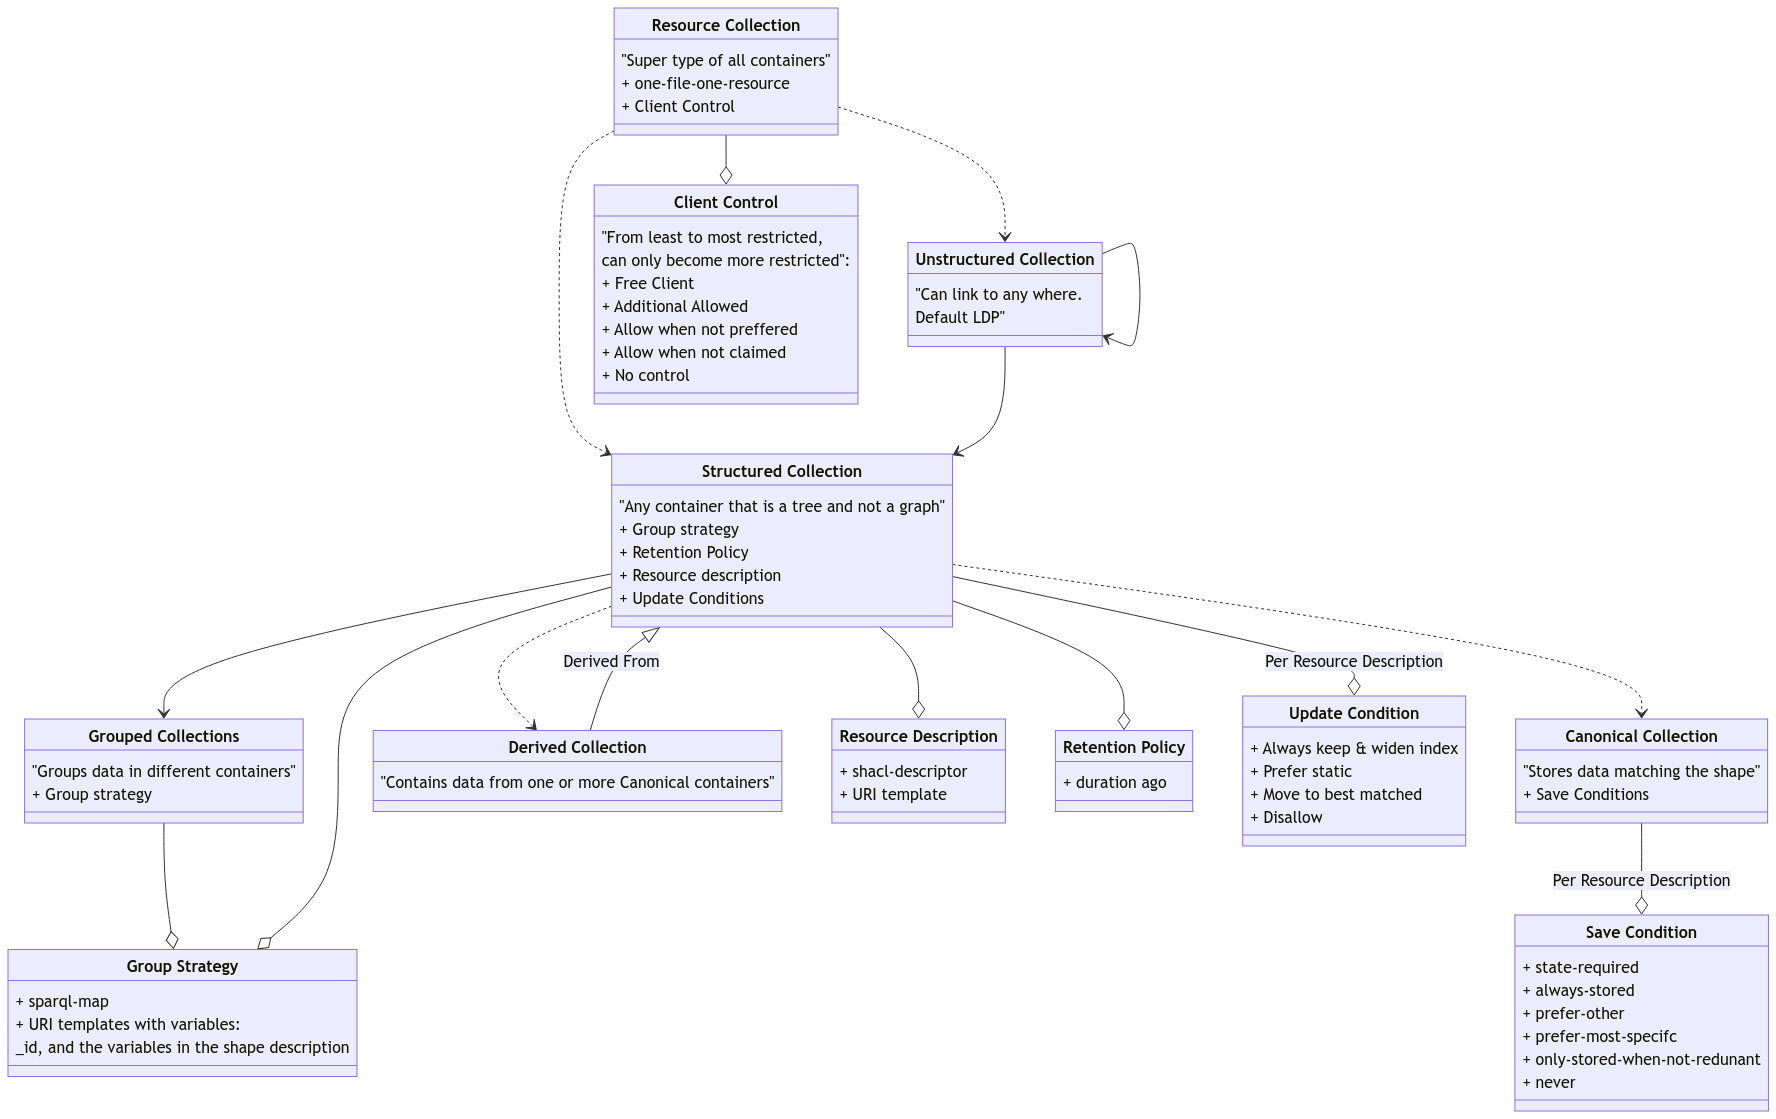 Resource Collection
"Super type of all containers"
+ one-file-one-resource
+ Client Control
Client Control
"From least to most restricted,
can only become more restricted":
+ Free Client
+ Additional Allowed
+ Allow when not preffered
+ Allow when not claimed
+ No control
Unstructured Collection
"Can link to any where.
Default LDP"
Structured Collection
"Any container that is a tree and not a graph"
+ Group strategy
+ Retention Policy
+ Resource description
+ Update Conditions
Derived From
Per Resource Description
Grouped Collections
"Groups data in different containers"
+ Group strategy
Derived Collection
"Contains data from one or more Canonical containers"
Resource Description
+ shacl-descriptor
+ URI template
Retention Policy
+ duration ago
Update Condition
+ Always keep & widen index
+ Prefer static
+ Move to best matched
+ Disallow
Canonical Collection
"Stores data matching the shape"
+ Save Conditions
Per Resource Description
Group Strategy
+ sparql-map
+ URI templates with variables:
_id, and the variables in the shape description
Save Condition
+ state-required
+ always-stored
+ prefer-other
+ prefer-most-specifc
+ only-stored-when-not-redunant
+ never